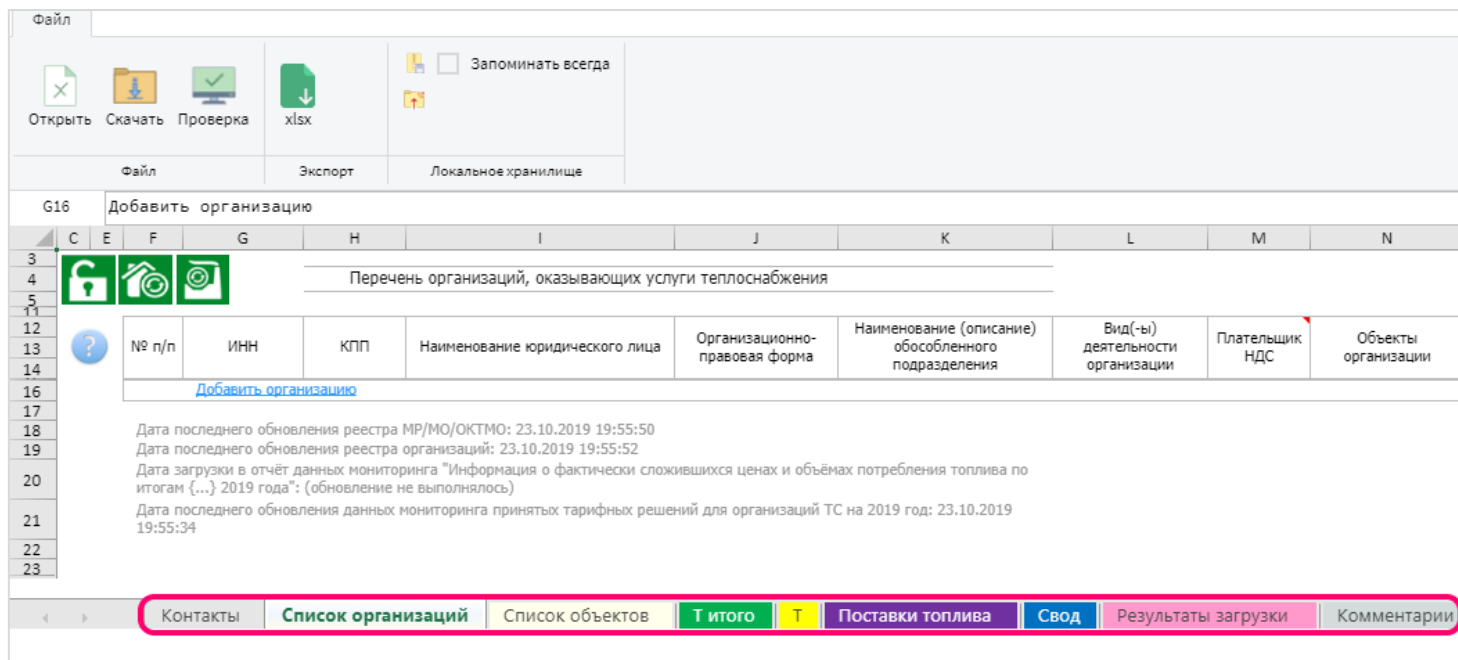 Файл
Запоминать всегда
Открыть Скачать Проверка xlsx
Файл Экспорт Локальное хранилище
G16 Добавить организацию
C E F G H I J K L M N
3
4 Перечень организаций, оказывающих услуги теплоснабжения
5
11
12
13
14
? № п/п ИНН КПП Наименование юридического лица Организационно-правовая форма Наименование (описание) обособленного подразделения Вид(-ы) деятельности организации Плательщик НДС Объекты организации
16 Добавить организацию
17
18 Дата последнего обновления реестра МР/МО/ОКТМО: 23.10.2019 19:55:50
19 Дата последнего обновления реестра организаций: 23.10.2019 19:55:52
20 Дата загрузки в отчёт данных мониторинга "Информация о фактически сложившихся ценах и объёмах потребления топлива по
итогам {...} 2019 года": (обновление не выполнялось)
21 Дата последнего обновления данных мониторинга принятых тарифных решений для организаций ТС на 2019 год: 23.10.2019
19:55:34
22
23
Контакты Список организаций Список объектов Т итого Т Поставки топлива Свод Результаты загрузки Комментарии